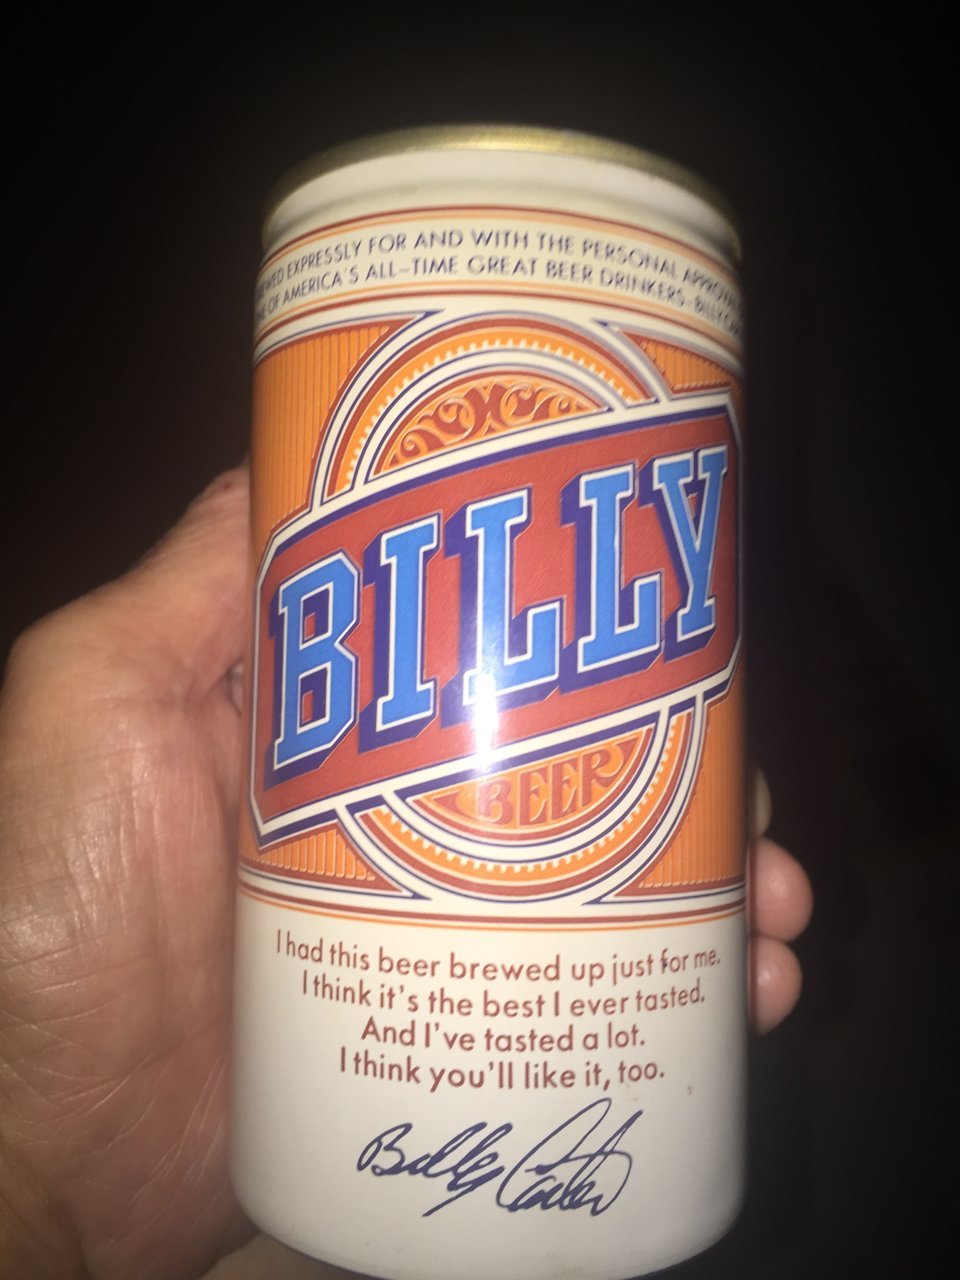 EXPRESSLY FOR AND WITH THE PERSONAL APPROVAL
OF AMERICA'S ALL-TIME GREAT BEER DRINKERS-BILLY
BILLY
BEER
I had this beer brewed up just for me.
I think it's the best I ever tasted.
And I've tasted a lot.
I think you'll like it, too.
Billy Carter